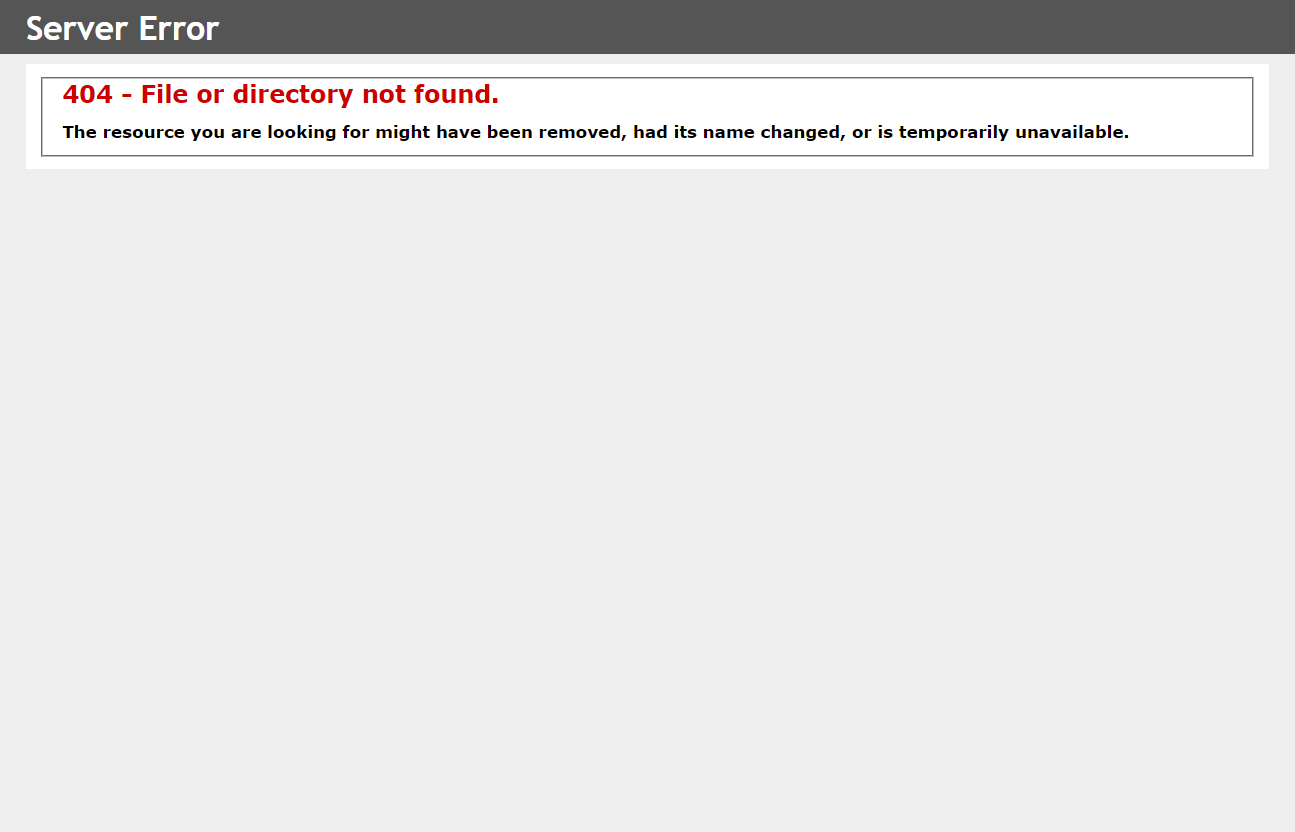 Server Error
404 - File or directory not found.
The resource you are looking for might have been removed, had its name changed, or is temporarily unavailable.